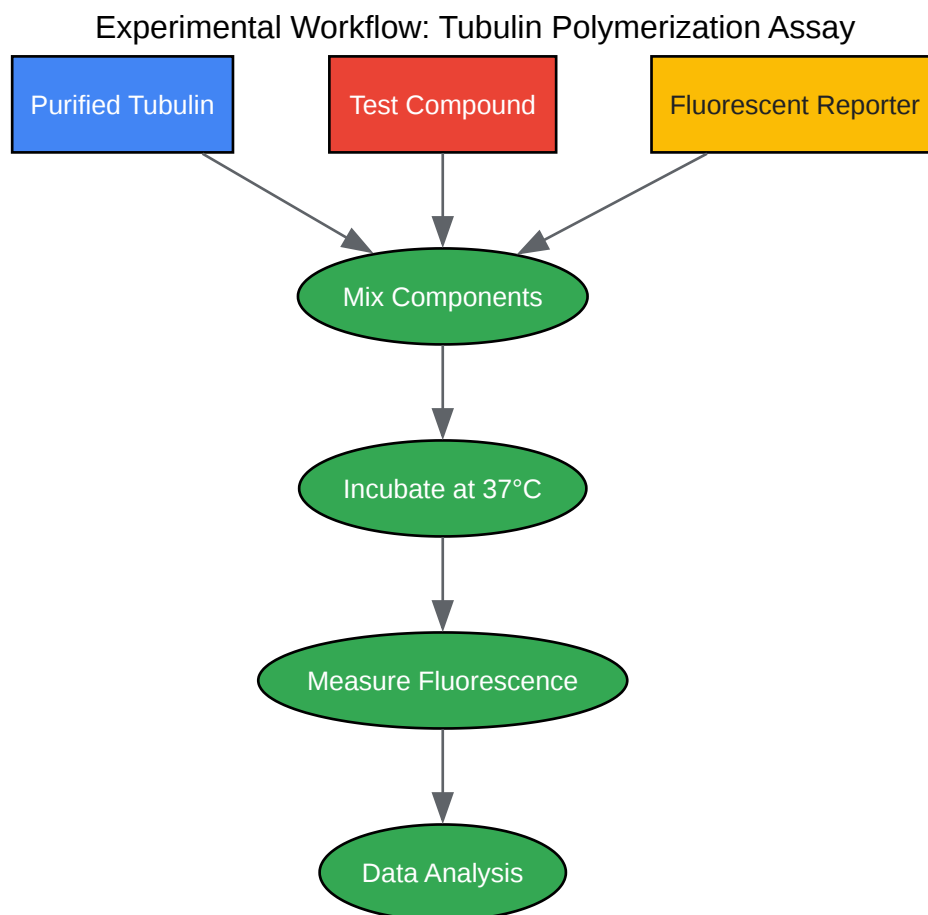 Experimental Workflow: Tubulin Polymerization Assay
Purified Tubulin
Test Compound
Fluorescent Reporter
Mix Components
Incubate at 37°C
Measure Fluorescence
Data Analysis